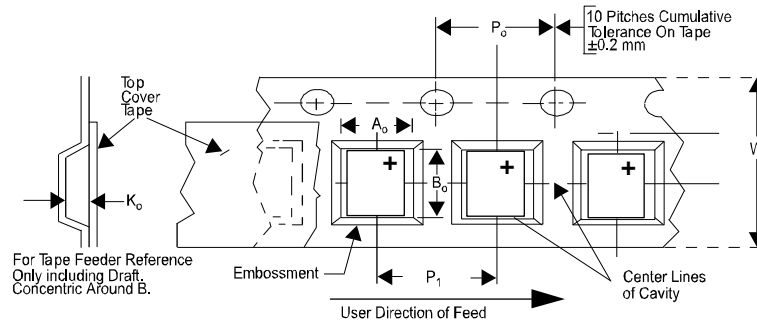 10 Pitches Cumulative
Tolerance On Tape
±0.2 mm
Po
Top
Cover
Tape
Ao
W
+
+
+
Bo
Ko
For Tape Feeder Reference
Only including Draft.
Concentric Around B.
Embossment
P1
Center Lines
of Cavity
User Direction of Feed